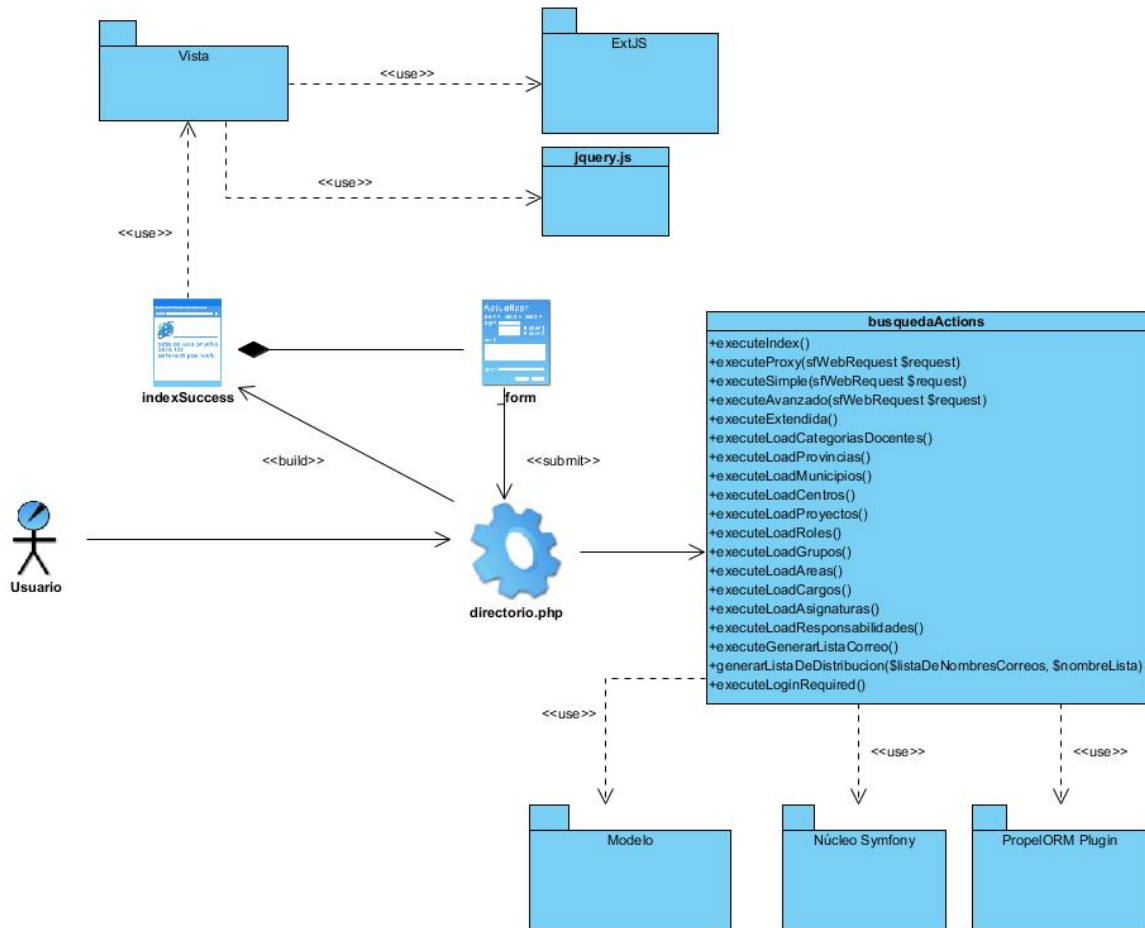 Vista
ExtJS
<<use>>
jquery.js
<<use>>
<<use>>
Actualizar
indexSuccess
_form
busquedaActions
+executeIndex()
+executeProxy(sfWebRequest $request)
+executeSimple(sfWebRequest $request)
+executeAvanzado(sfWebRequest $request)
+executeExtendida()
+executeLoadCategoriasDocentes()
+executeLoadProvincias()
+executeLoadMunicipios()
+executeLoadCentros()
+executeLoadProyectos()
+executeLoadRoles()
+executeLoadGrupos()
+executeLoadAreas()
+executeLoadCargos()
+executeLoadAsignaturas()
+executeLoadResponsabilidades()
+executeGenerarListaCorreo()
+generarListaDeDistribucion($listaDeNombresCorreos, $nombreLista)
+executeLoginRequired()
<<build>>
<<submit>>
Usuario
directorio.php
<<use>>
<<use>>
<<use>>
Modelo
Núcleo Symfony
PropelORM Plugin